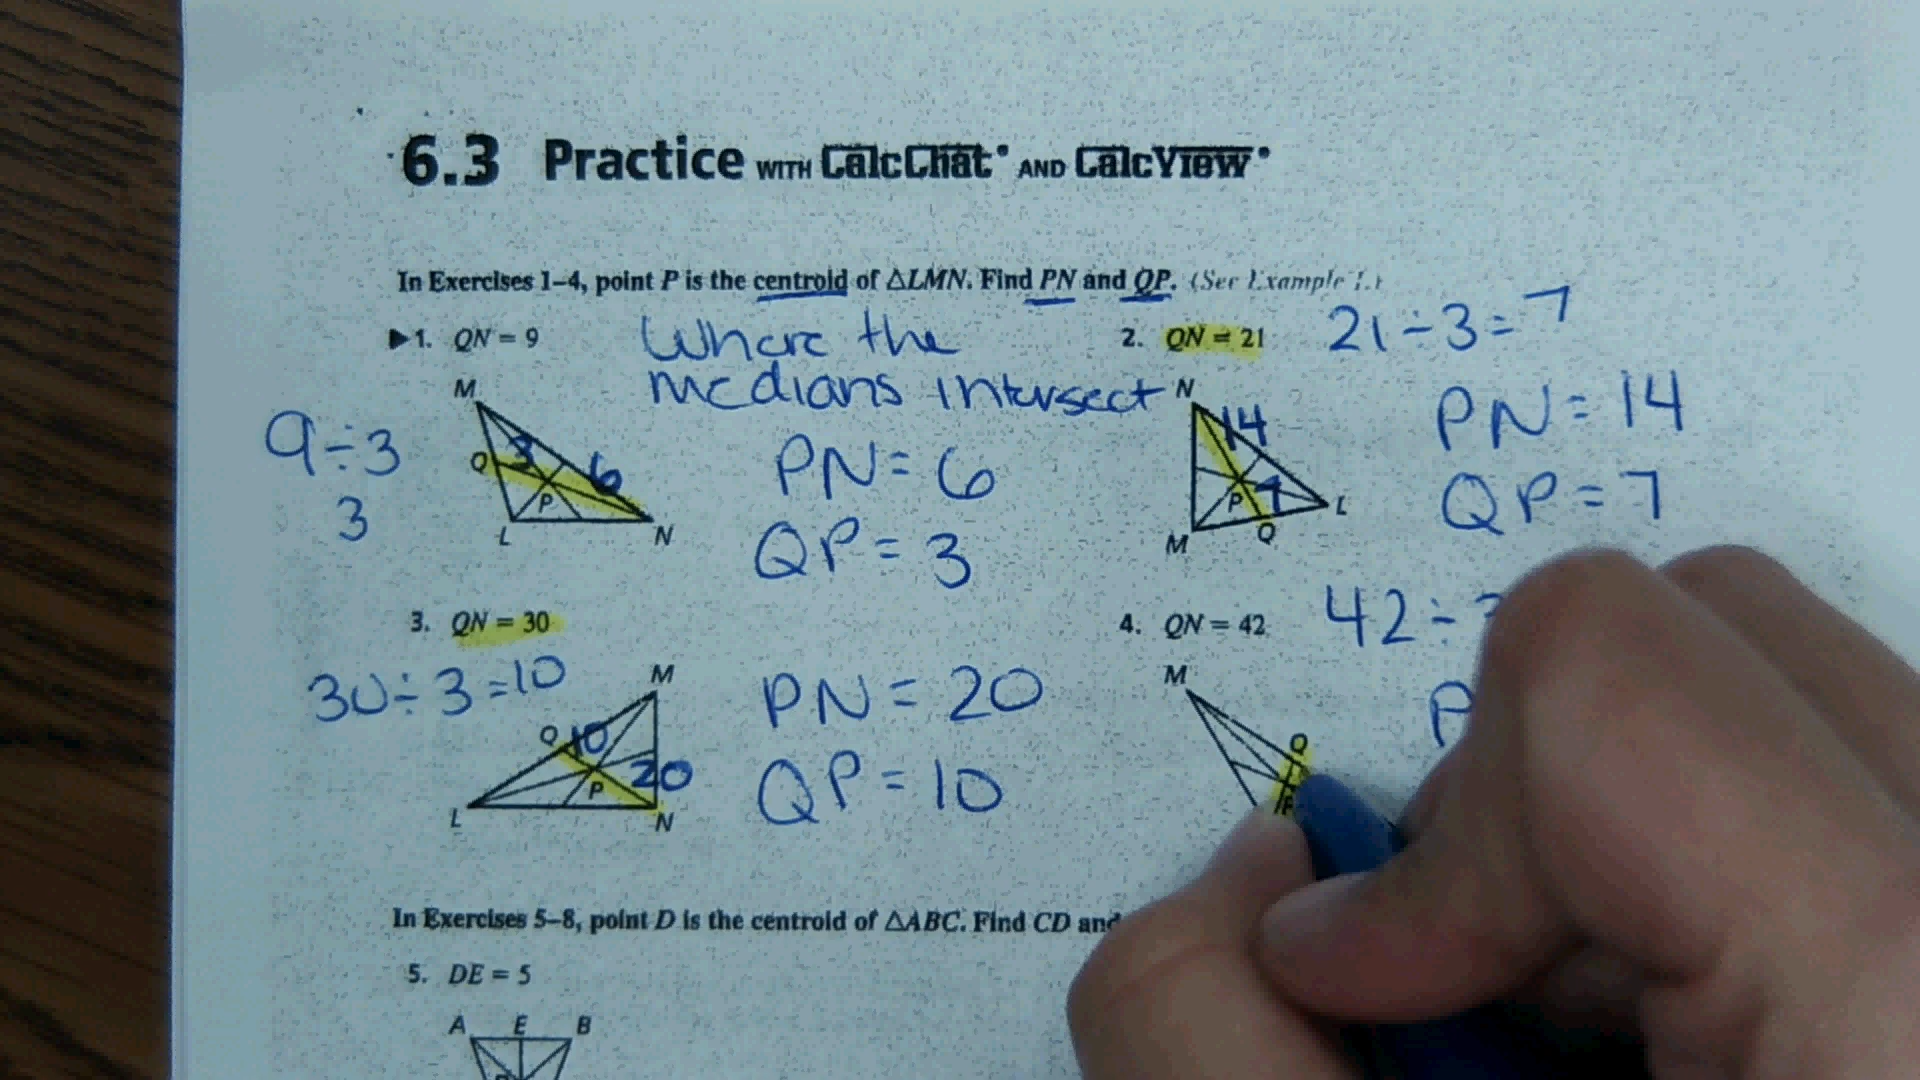 6.3 Practice WITH CalcChat® AND CalcView®
In Exercises 1–4, point P is the centroid of △LMN. Find PN and QP. (See Example 1.)
1. QN = 9
Where the
medians intersect
M
9÷3
3
Q
3
6
P
L
N
PN = 6
QP = 3
2. QN = 21
21÷3=7
N
14
P
7
L
M
Q
PN = 14
QP = 7
3. QN = 30
30÷3=10
M
Q
10
20
P
L
N
PN = 20
QP = 10
4. QN = 42
42÷
M
Q
P
P
In Exercises 5–8, point D is the centroid of △ABC. Find CD and
5. DE = 5
A E B